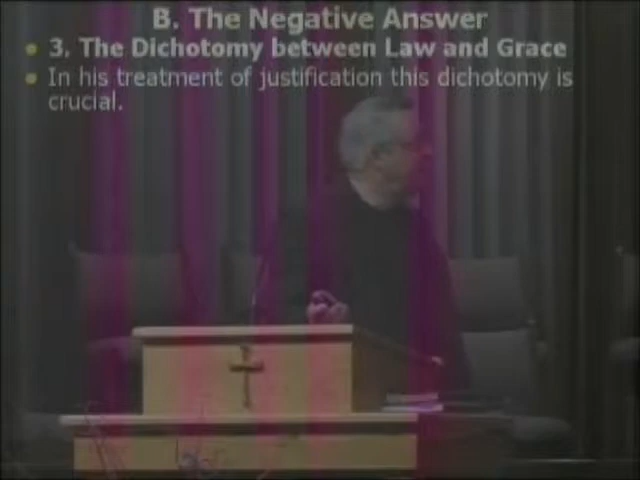 B. The Negative Answer
3. The Dichotomy between Law and Grace
In his treatment of justification this dichotomy is
crucial.